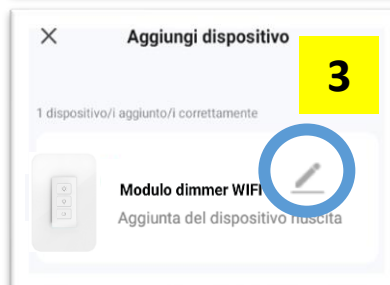 Aggiungi dispositivo
3
1 dispositivo/i aggiunto/i correttamente
Modulo dimmer WIFI
Aggiunta del dispositivo riuscita